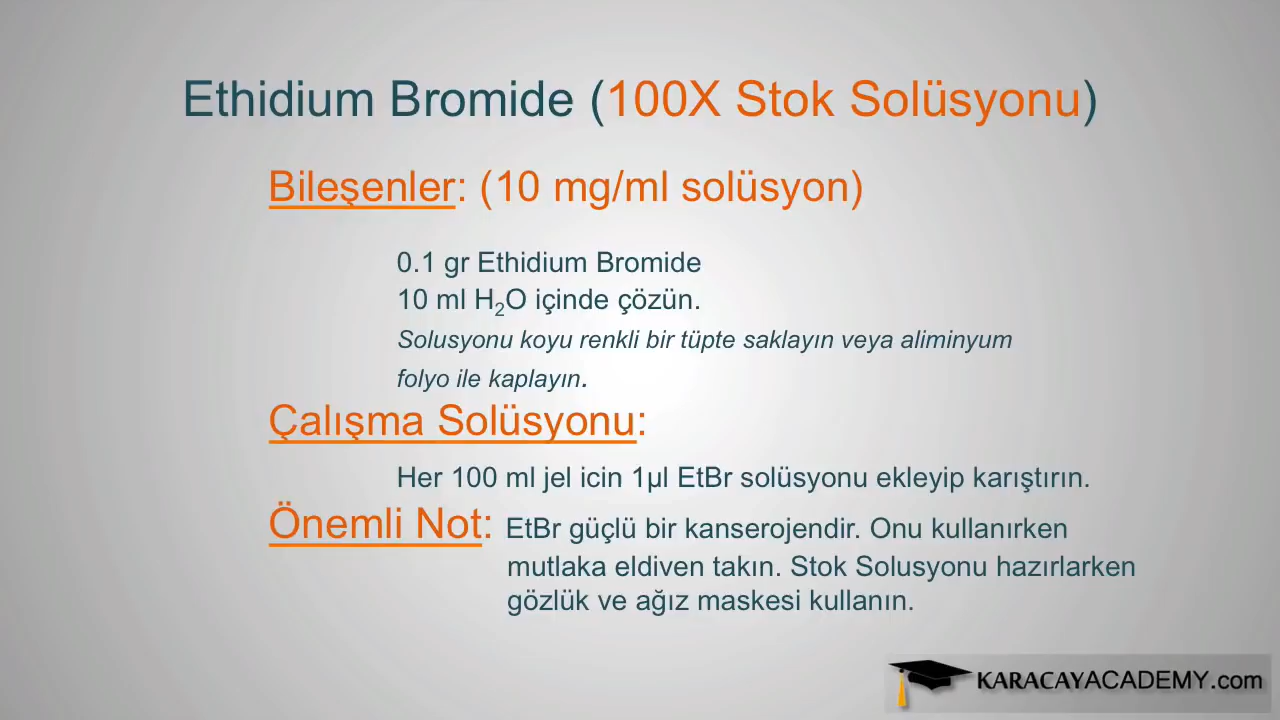 Ethidium Bromide (100X Stok Solüsyonu)
Bileşenler: (10 mg/ml solüsyon)
0.1 gr Ethidium Bromide
10 ml H₂O içinde çözün.
Solusyonu koyu renkli bir tüpte saklayın veya aliminyum
folyo ile kaplayın.
Çalışma Solüsyonu:
Her 100 ml jel icin 1µl EtBr solüsyonu ekleyip karıştırın.
Önemli Not: EtBr güçlü bir kanserojendir. Onu kullanırken
mutlaka eldiven takın. Stok Solusyonu hazırlarken
gözlük ve ağız maskesi kullanın.
KARACAYACADEMY.com